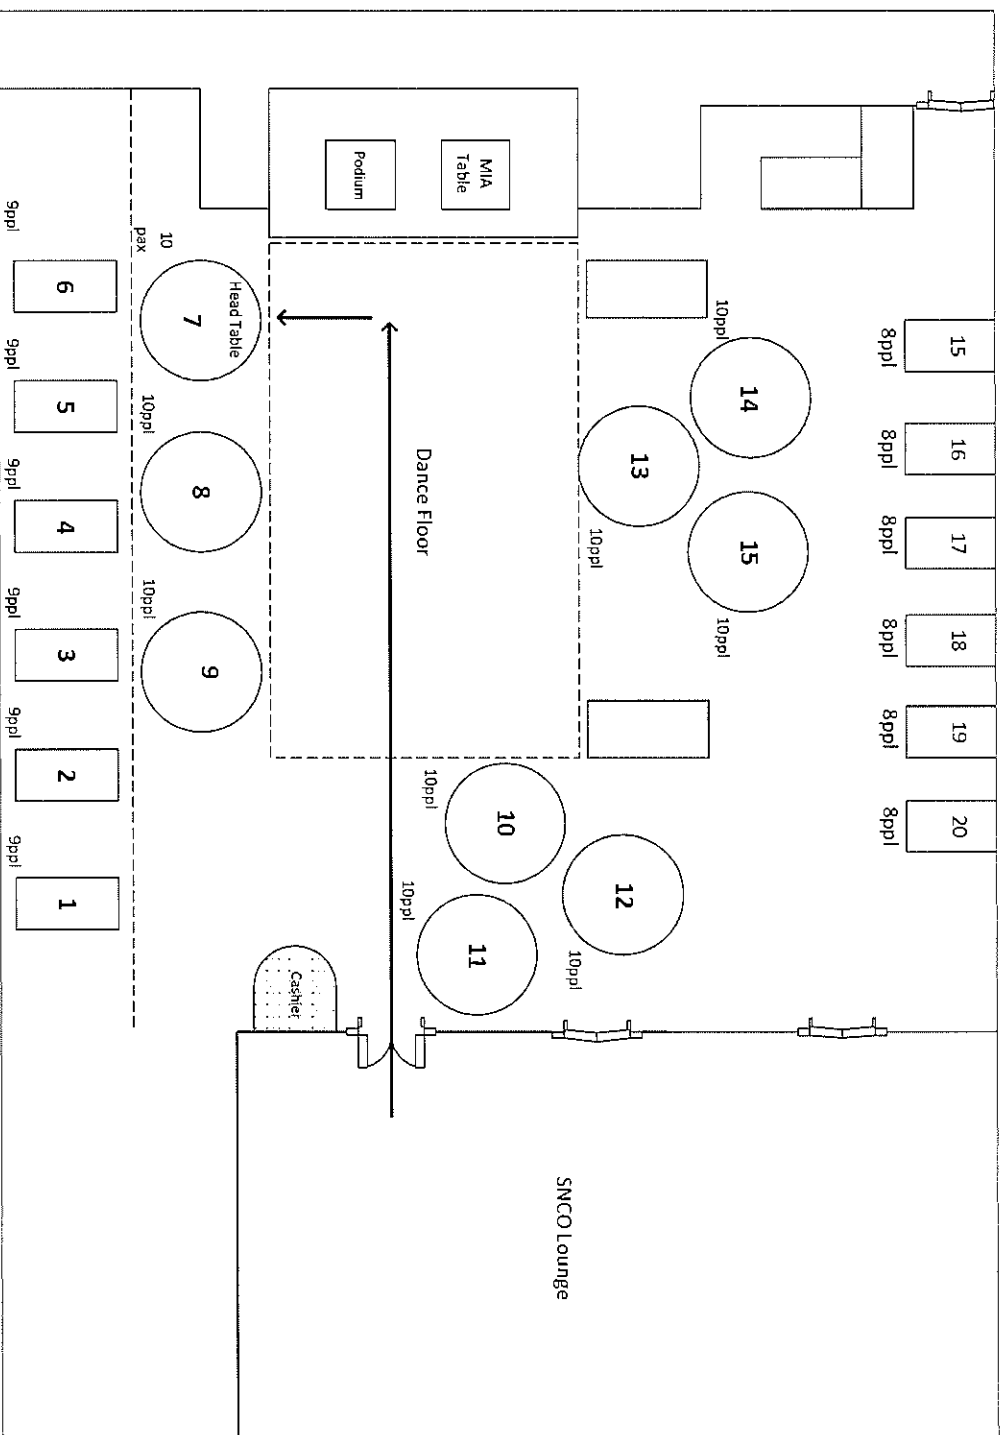 15
16
17
18
19
20
8ppl
8ppl
8ppl
8ppl
8ppl
8ppl
14
15
10ppl
10ppl
13
12
10ppl
10ppl
SNCO Lounge
10
MIA
Table
11
10ppl
Dance Floor
10ppl
Podium
Cashier
Head Table
7
8
9
10
pax
10ppl
10ppl
6
5
4
3
2
1
9ppl
9ppl
9ppl
9ppl
9ppl
9ppl